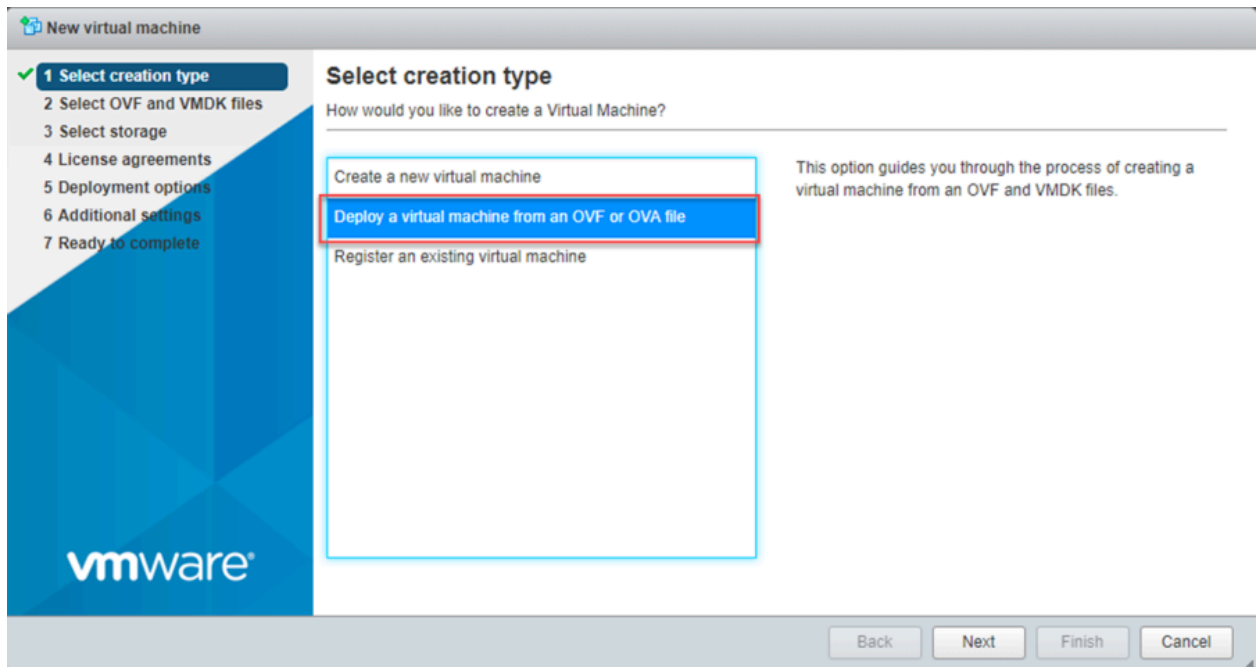 New virtual machine
1 Select creation type
2 Select OVF and VMDK files
3 Select storage
4 License agreements
5 Deployment options
6 Additional settings
7 Ready to complete
vmware®
Select creation type
How would you like to create a Virtual Machine?
Create a new virtual machine
Deploy a virtual machine from an OVF or OVA file
Register an existing virtual machine
This option guides you through the process of creating a
virtual machine from an OVF and VMDK files.
Back Next Finish Cancel